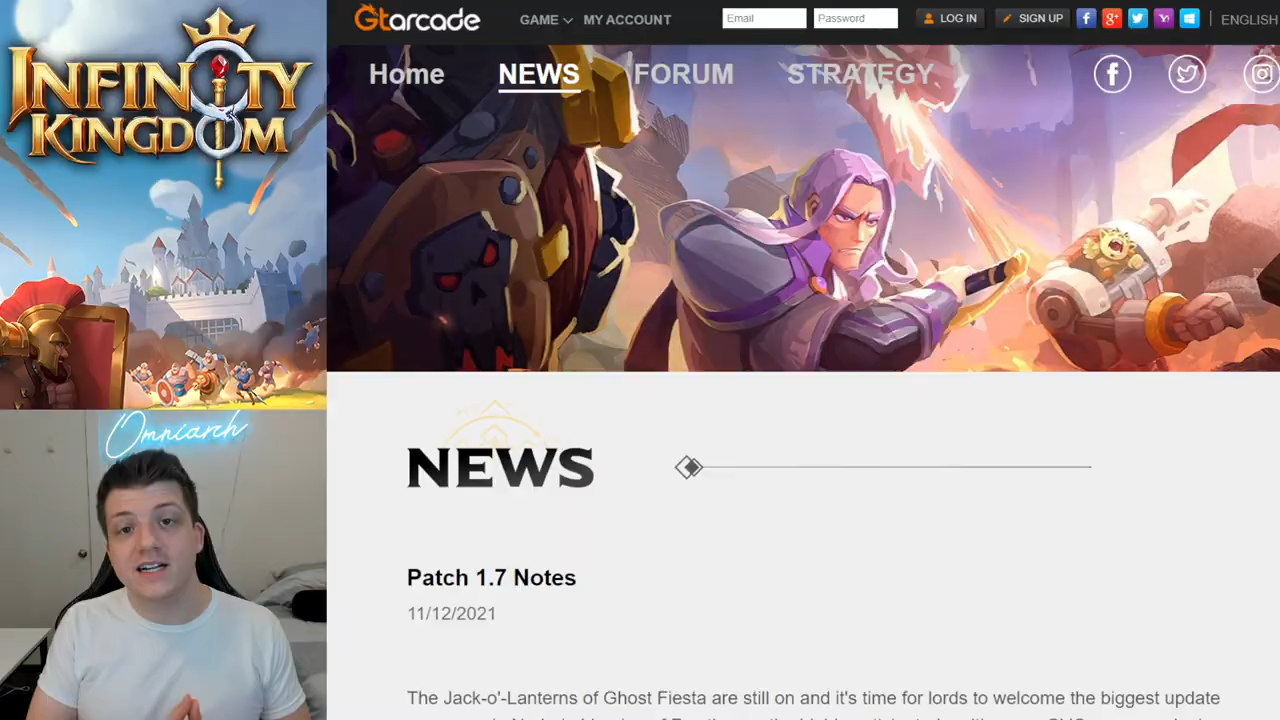 INFINITY
KINGDOM
Omniarch
Gtarcade
GAME
MY ACCOUNT
Email
Password
LOG IN
SIGN UP
ENGLISH
Home
NEWS
FORUM
STRATEGY
NEWS
Patch 1.7 Notes
11/12/2021
The Jack-o'-Lanterns of Ghost Fiesta are still on and it's time for lords to welcome the biggest update